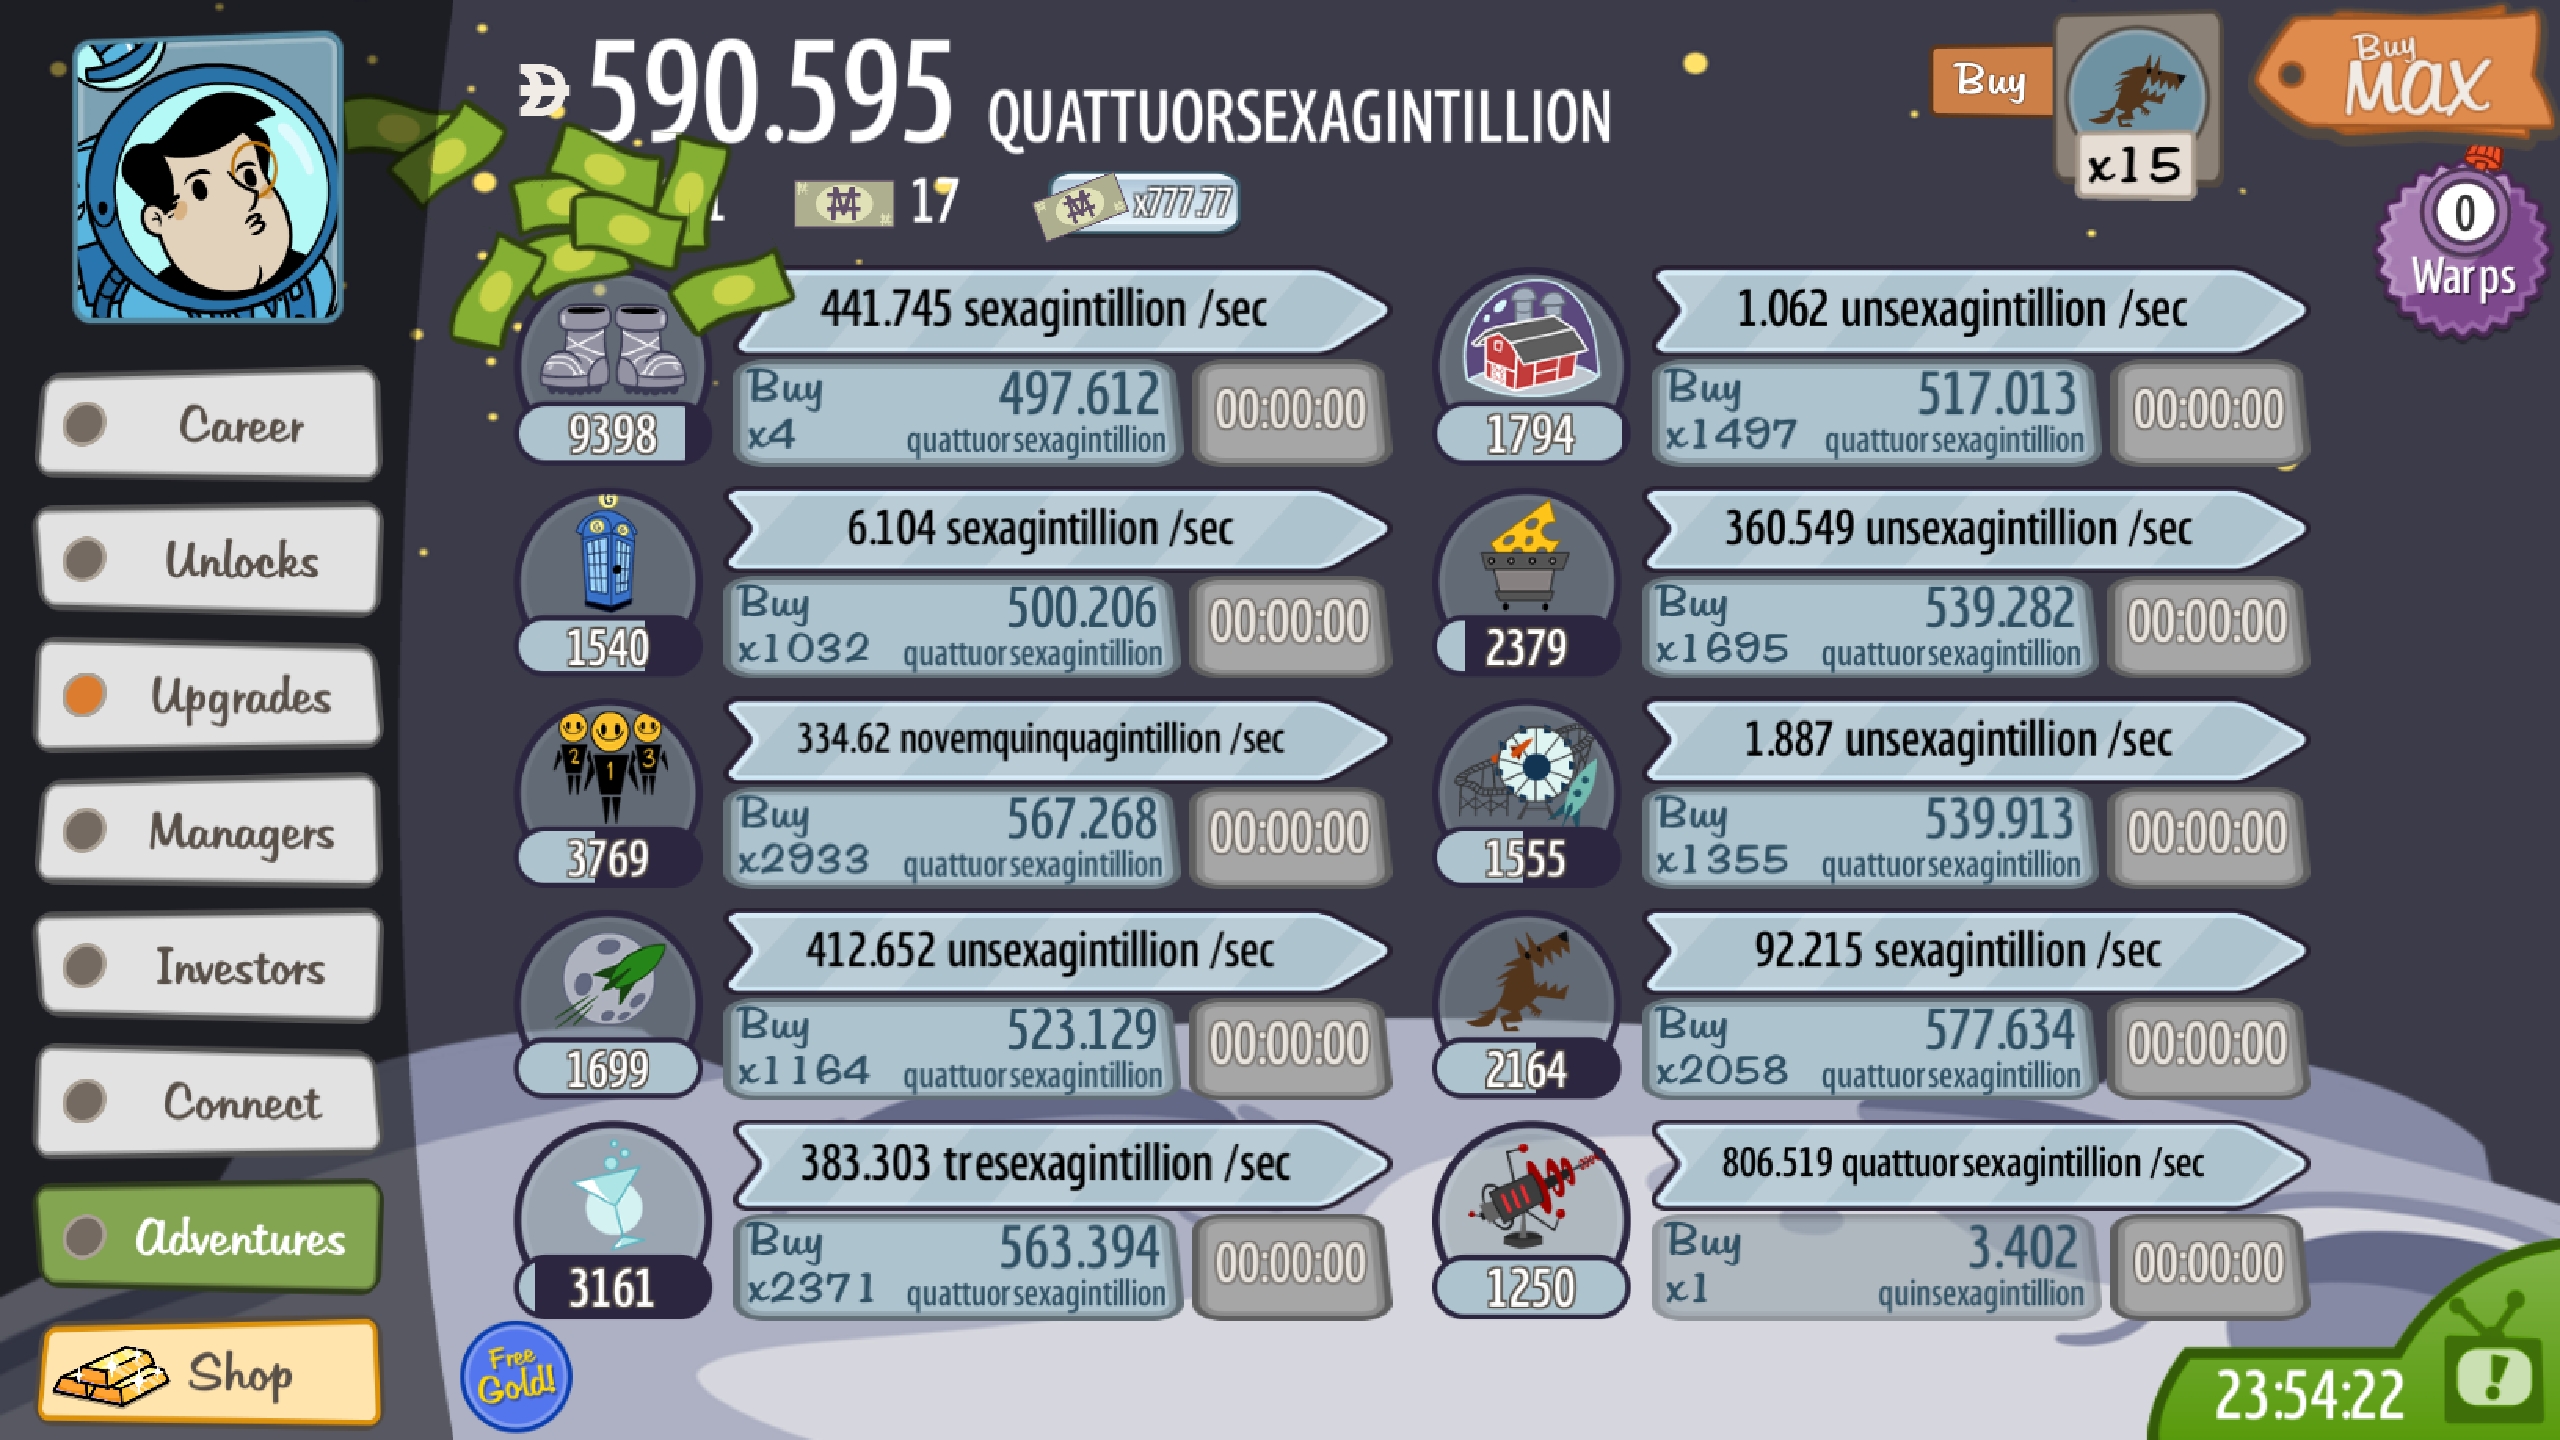 590.595 QUATTUORSEXAGINTILLION
17
x777.77
Buy
x15
Buy
MAX
0
Warps
Career
Unlocks
Upgrades
Managers
Investors
Connect
Adventures
Shop
441.745 sexagintillion /sec
9398
Buy
x4
497.612
quattuorsexagintillion
00:00:00
1.062 unsexagintillion /sec
1794
Buy
x1497
517.013
quattuorsexagintillion
00:00:00
6.104 sexagintillion /sec
1540
Buy
x1032
500.206
quattuorsexagintillion
00:00:00
360.549 unsexagintillion /sec
2379
Buy
x1695
539.282
quattuorsexagintillion
00:00:00
334.62 novemquinquagintillion /sec
2 1 3
3769
Buy
x2933
567.268
quattuorsexagintillion
00:00:00
1.887 unsexagintillion /sec
1555
Buy
x1355
539.913
quattuorsexagintillion
00:00:00
412.652 unsexagintillion /sec
1699
Buy
x1164
523.129
quattuorsexagintillion
00:00:00
92.215 sexagintillion /sec
2164
Buy
x2058
577.634
quattuorsexagintillion
00:00:00
383.303 tresexagintillion /sec
3161
Buy
x2371
563.394
quattuorsexagintillion
00:00:00
806.519 quattuorsexagintillion /sec
1250
Buy
x1
3.402
quinsexagintillion
00:00:00
Free
Gold!
23:54:22
!